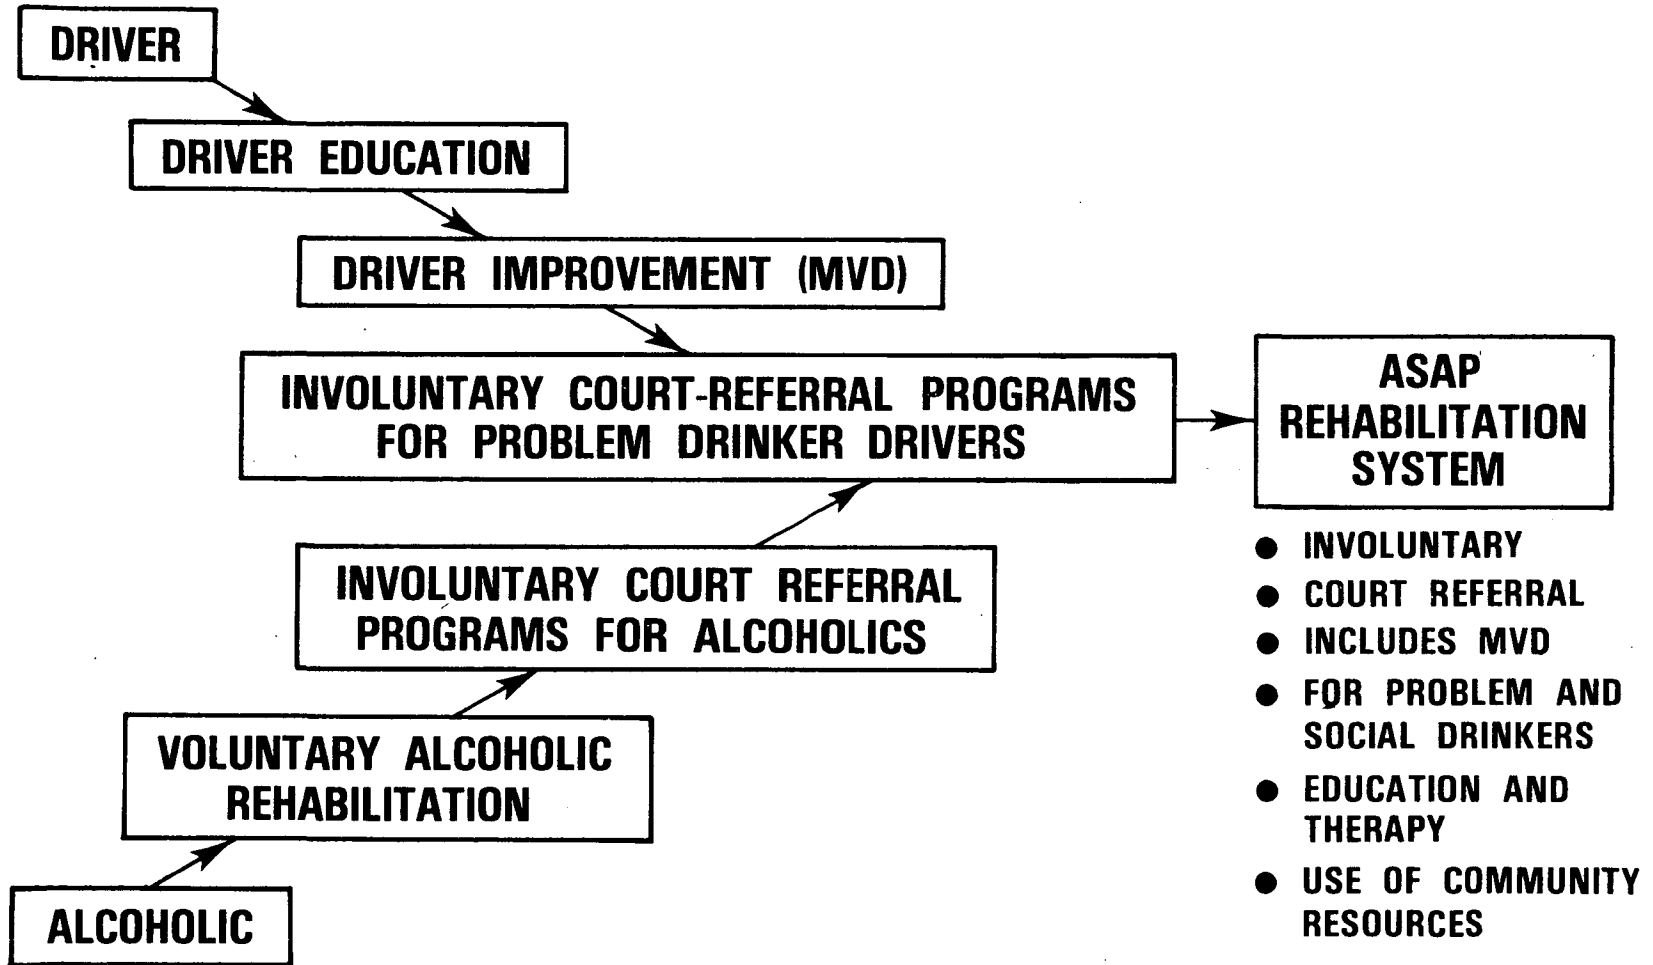 DRIVER
DRIVER EDUCATION
DRIVER IMPROVEMENT (MVD)
INVOLUNTARY COURT-REFERRAL PROGRAMS
FOR PROBLEM DRINKER DRIVERS
ASAP
REHABILITATION
SYSTEM
INVOLUNTARY COURT REFERRAL
PROGRAMS FOR ALCOHOLICS
VOLUNTARY ALCOHOLIC
REHABILITATION
ALCOHOLIC
● INVOLUNTARY
● COURT REFERRAL
● INCLUDES MVD
● FOR PROBLEM AND
SOCIAL DRINKERS
● EDUCATION AND
THERAPY
● USE OF COMMUNITY
RESOURCES